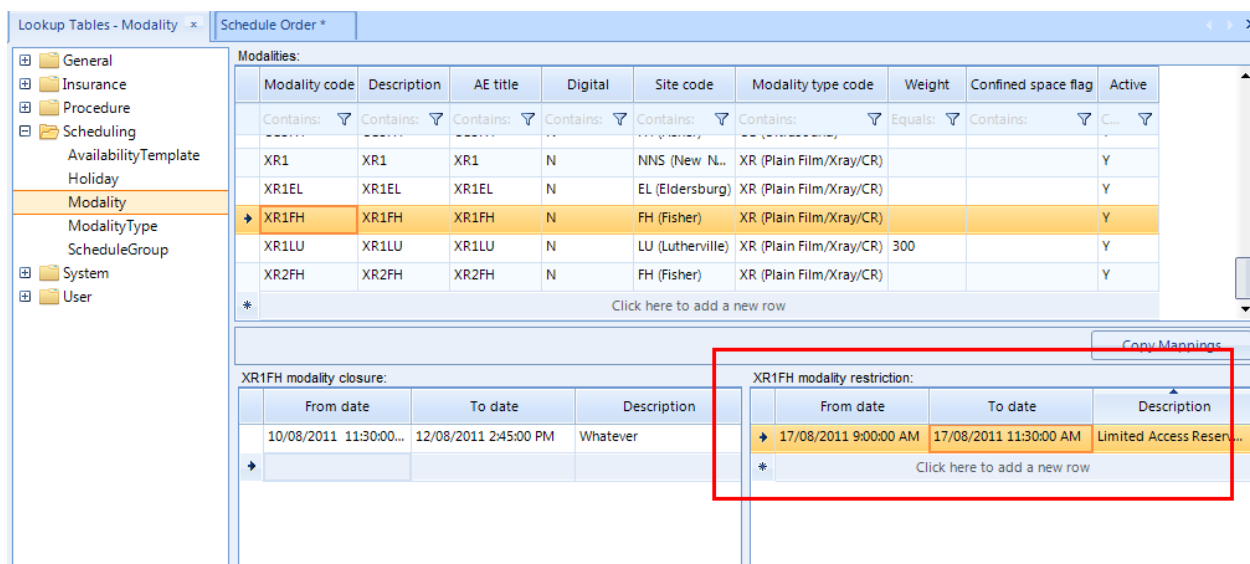 Lookup Tables - Modality x Schedule Order *
General
Insurance
Procedure
Scheduling
AvailabilityTemplate
Holiday
Modality
ModalityType
ScheduleGroup
System
User
Modalities:
Modality code Description AE title Digital Site code Modality type code Weight Confined space flag Active
Contains: Contains: Contains: Contains: Contains: Contains: Equals: Contains: C...
XR1 XR1 XR1 N NNS (New N... XR (Plain Film/Xray/CR) Y
XR1EL XR1EL XR1EL N EL (Eldersburg) XR (Plain Film/Xray/CR) Y
XR1FH XR1FH XR1FH N FH (Fisher) XR (Plain Film/Xray/CR) Y
XR1LU XR1LU XR1LU N LU (Lutherville) XR (Plain Film/Xray/CR) 300 Y
XR2FH XR2FH XR2FH N FH (Fisher) XR (Plain Film/Xray/CR) Y
Click here to add a new row
Copy Mappings
XR1FH modality closure:
From date To date Description
10/08/2011 11:30:00... 12/08/2011 2:45:00 PM Whatever
XR1FH modality restriction:
From date To date Description
17/08/2011 9:00:00 AM 17/08/2011 11:30:00 AM Limited Access Reserv...
Click here to add a new row